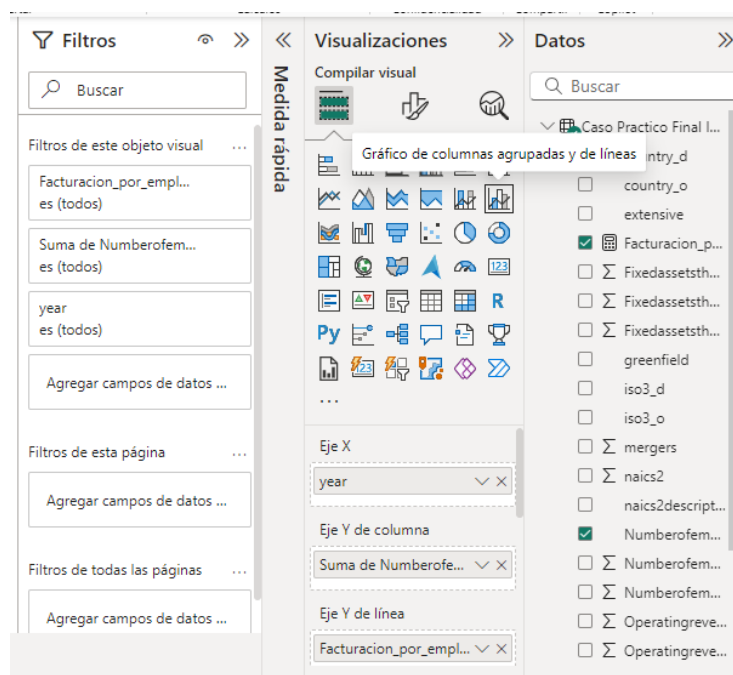 Filtros
Buscar
Filtros de este objeto visual ...
Facturacion_por_empl...
es (todos)
Suma de Numberofem...
es (todos)
year
es (todos)
Agregar campos de datos ...
Filtros de esta página ...
Agregar campos de datos ...
Filtros de todas las páginas ...
Agregar campos de datos ...
Medida rápida
Visualizaciones
Compilar visual
Gráfico de columnas agrupadas y de líneas
123
R
Py
123
...
Eje X
year
Eje Y de columna
Suma de Numberofe...
Eje Y de línea
Facturacion_por_empl...
Datos
Buscar
Caso Practico Final I...
country_o
extensive
Facturacion_p...
Fixedassetsth...
Fixedassetsth...
Fixedassetsth...
greenfield
iso3_d
iso3_o
mergers
naics2
naics2descript...
Numberofem...
Numberofem...
Numberofem...
Operatingreve...
Operatingreve...